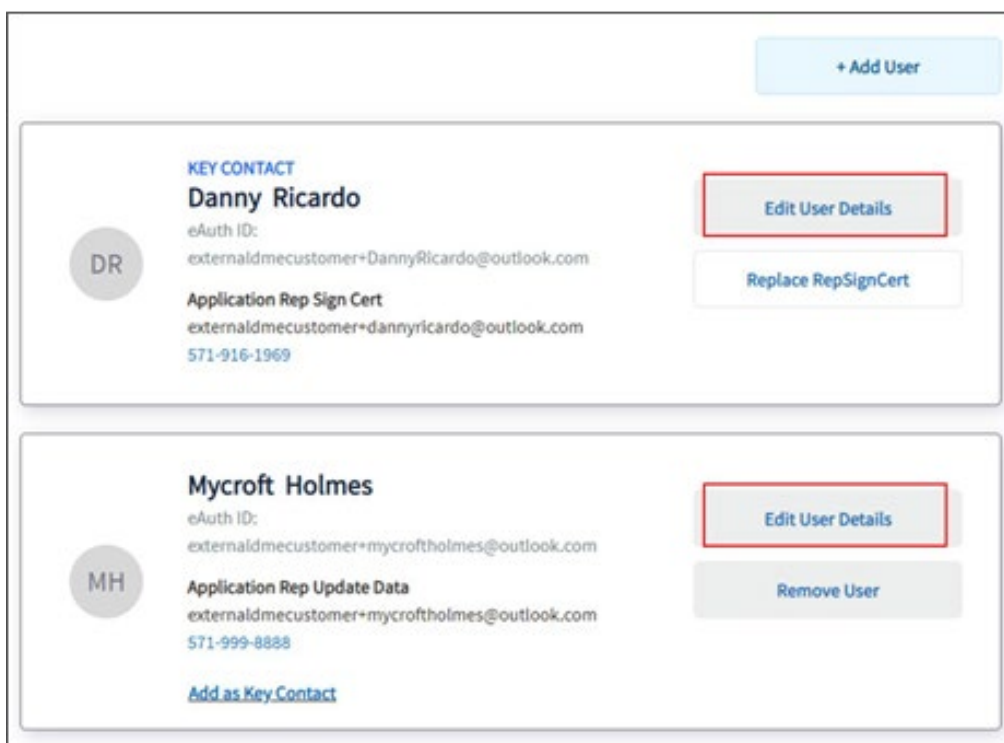 + Add User
KEY CONTACT
Danny Ricardo
eAuth ID:
externaldmecustomer+DannyRicardo@outlook.com
Application Rep Sign Cert
externaldmecustomer+dannyricardo@outlook.com
571-916-1969
DR
Edit User Details
Replace RepSignCert
Mycroft Holmes
eAuth ID:
externaldmecustomer+mycroftholmes@outlook.com
Application Rep Update Data
externaldmecustomer+mycroftholmes@outlook.com
571-999-8888
Add as Key Contact
MH
Edit User Details
Remove User